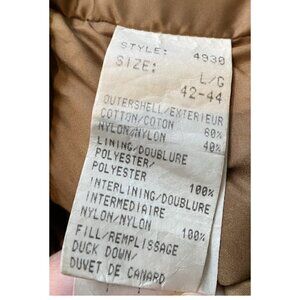 STYLE: 4930
SIZE: L/G
42-44
OUTERSHELL/EXTERIEUR
COTTON/COTON 60%
NYLON/NYLON 40%
LINING/DOUBLURE
POLYESTER/
POLYESTER 100%
INTERLINING/DOUBLURE
INTERMEDIAIRE
NYLON/NYLON 100%
FILL/REMPLISSAGE
DUCK DOWN/
DUVET DE CANARD